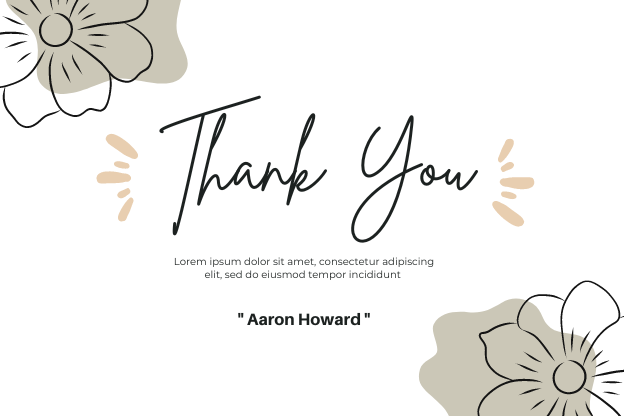 Thank You
Lorem ipsum dolor sit amet, consectetur adipiscing
elit, sed do eiusmod tempor incididunt
" Aaron Howard "